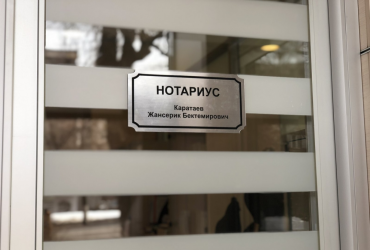 НОТАРИУС
Каратаев
Жансерик Бектемирович